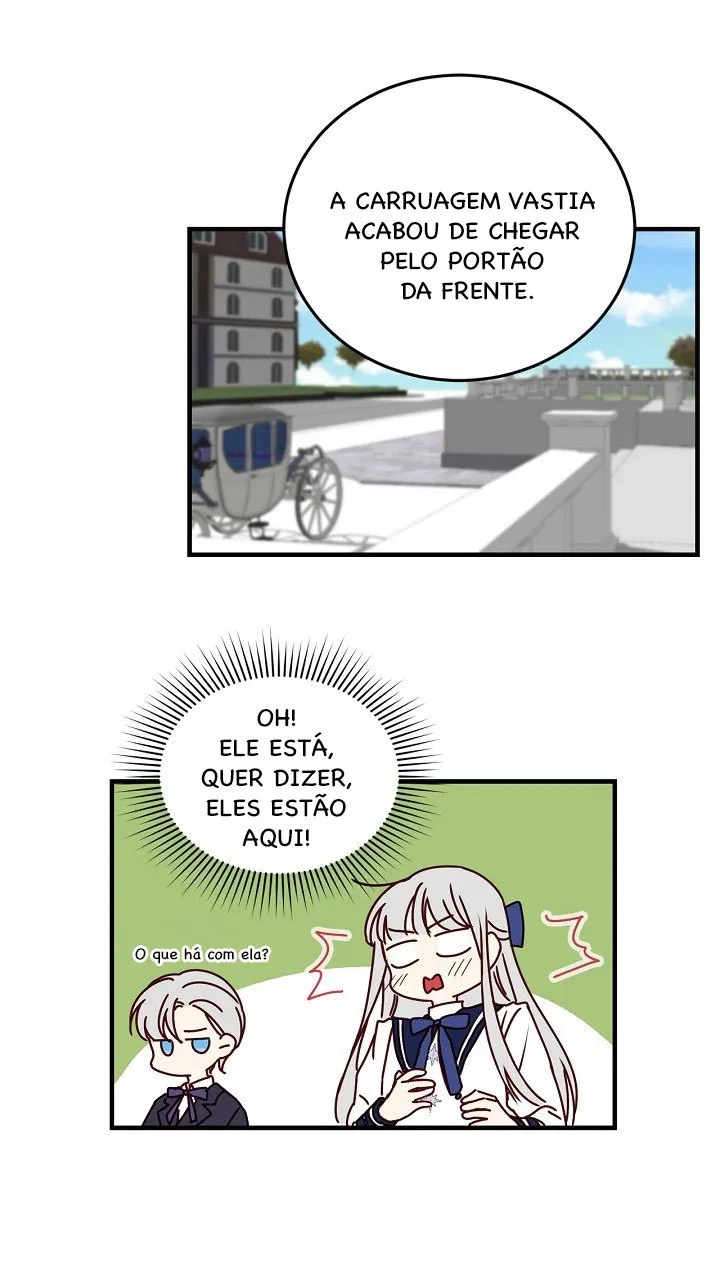 A CARRUAGEM VASTIA
ACABOU DE CHEGAR
PELO PORTÃO
DA FRENTE.
OH!
ELE ESTÁ,
QUER DIZER,
ELES ESTÃO
AQUI!
O que há com ela?